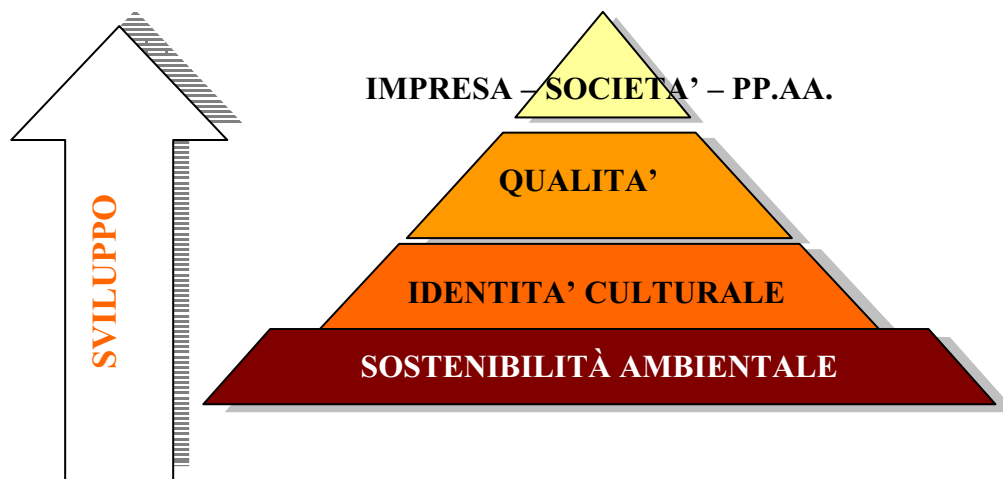 IMPRESA – SOCIETA’ – PP.AA.
QUALITA’
IDENTITA’ CULTURALE
SOSTENIBILITÀ AMBIENTALE
SVILUPPO